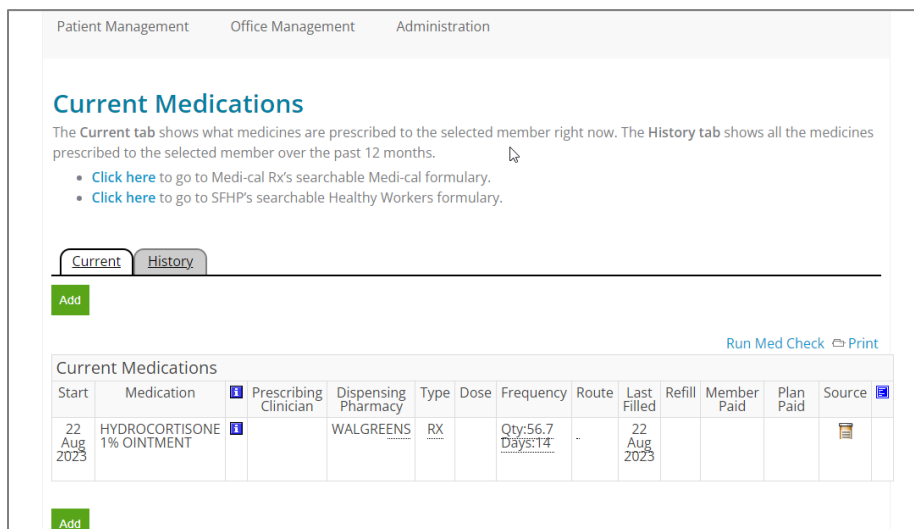 Patient Management Office Management Administration
Current Medications
The Current tab shows what medicines are prescribed to the selected member right now. The History tab shows all the medicines
prescribed to the selected member over the past 12 months.
• Click here to go to Medi-cal Rx's searchable Medi-cal formulary.
• Click here to go to SFHP's searchable Healthy Workers formulary.
Current History
Add
Run Med Check Print
Current Medications
Start Medication i Prescribing Clinician Dispensing Pharmacy Type Dose Frequency Route Last Filled Refill Member Paid Plan Paid Source
22 Aug 2023 HYDROCORTISONE 1% OINTMENT i WALGREENS RX Qty:56.7 Days:14 22 Aug 2023
Add